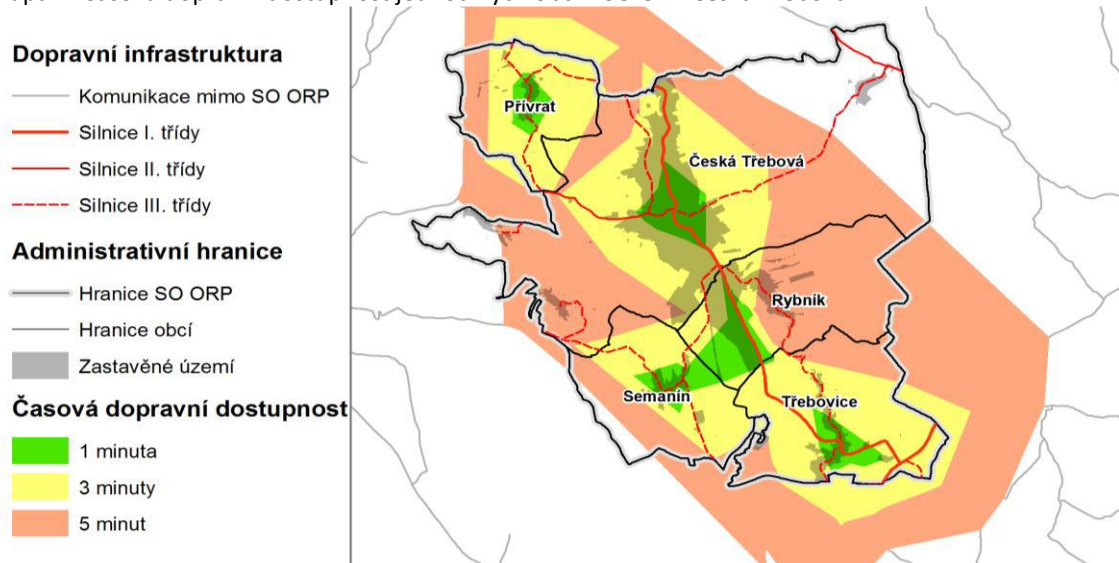 Dopravní infrastruktura
Komunikace mimo SO ORP
Silnice I. třídy
Silnice II. třídy
Silnice III. třídy
Administrativní hranice
Hranice SO ORP
Hranice obcí
Zastavěné území
Časová dopravní dostupnost
1 minuta
3 minuty
5 minut
Přívrat
Česká Třebová
Rybník
Semanín
Třebovice